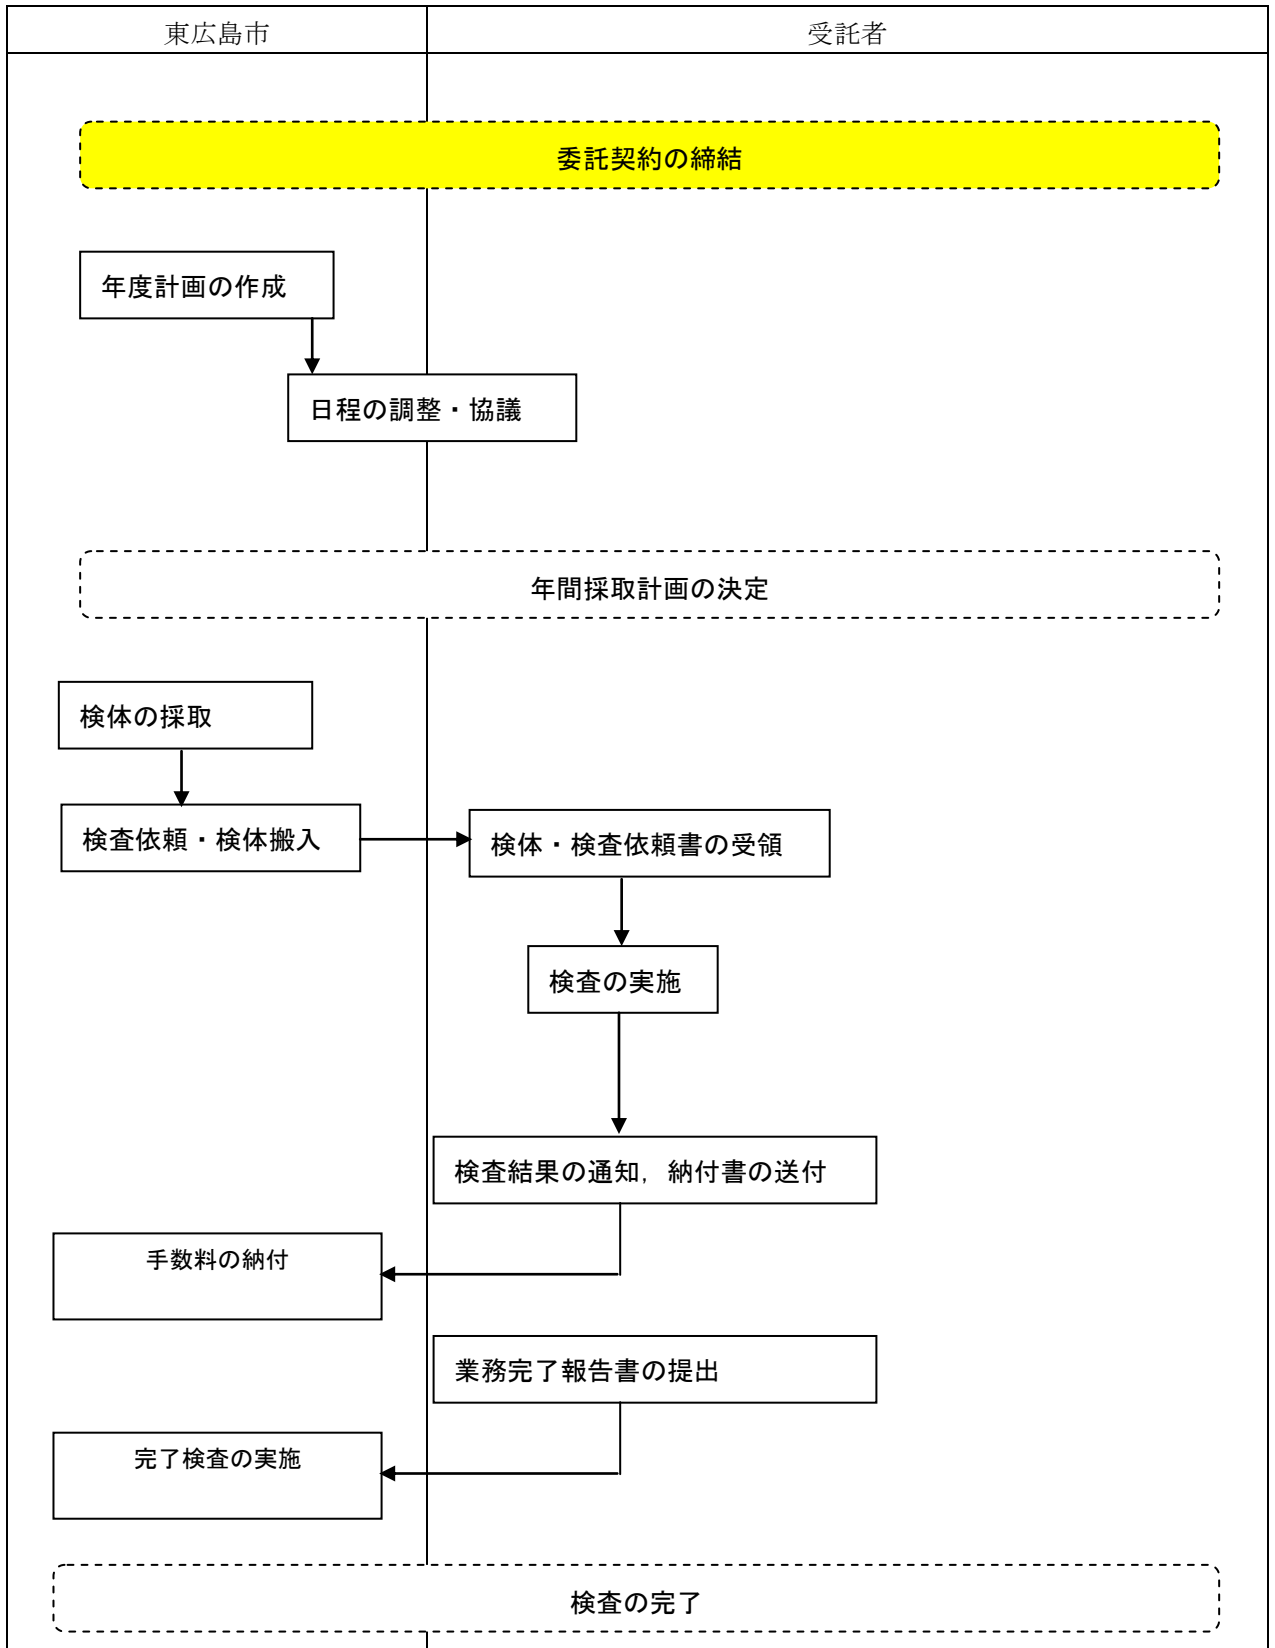 東広島市
受託者
委託契約の締結
年度計画の作成
日程の調整・協議
年間採取計画の決定
検体の採取
検査依頼・検体搬入
検体・検査依頼書の受領
検査の実施
検査結果の通知，納付書の送付
手数料の納付
業務完了報告書の提出
完了検査の実施
検査の完了